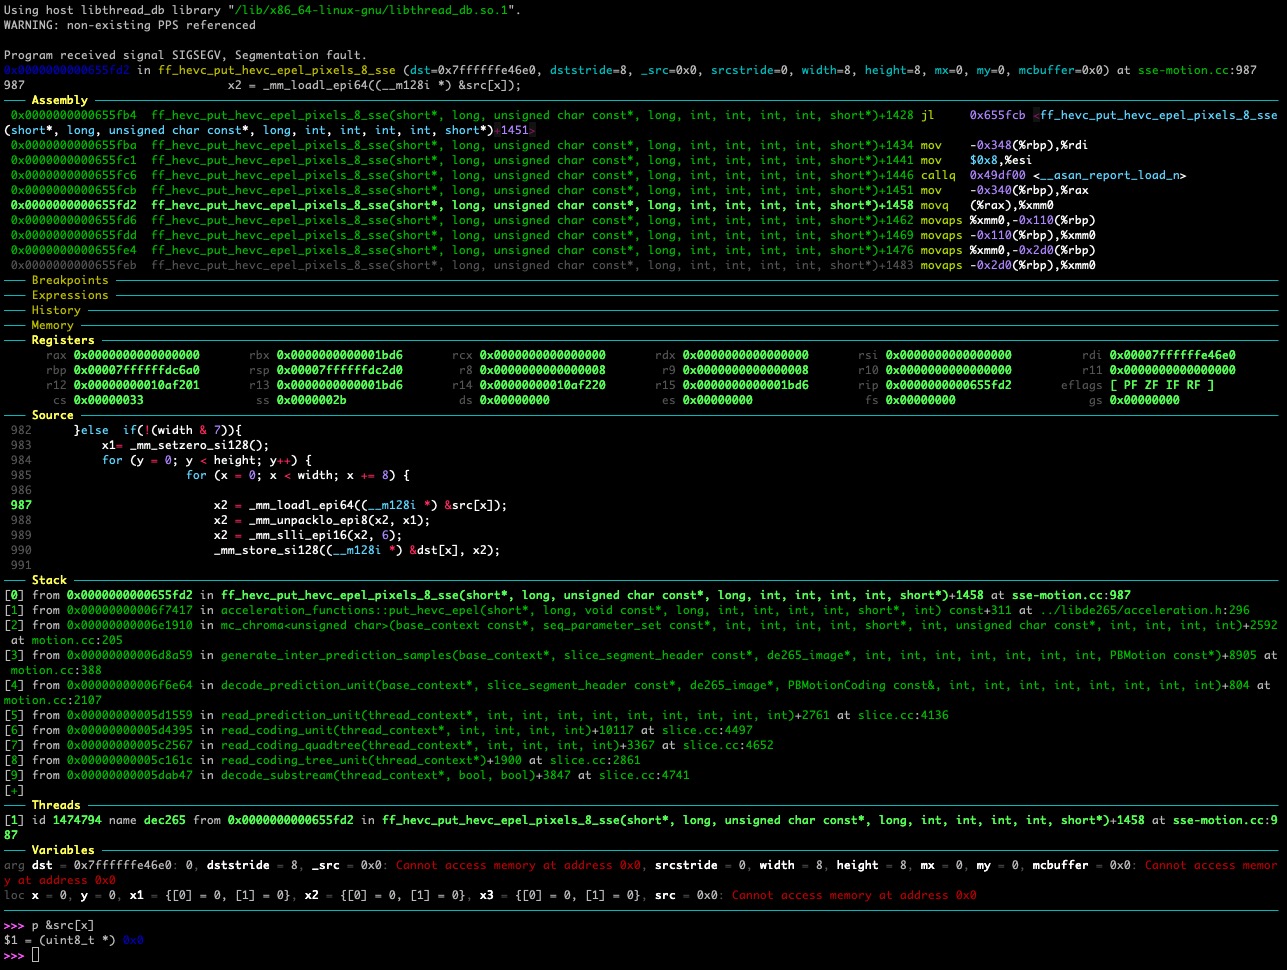 Using host libthread_db library "/lib/x86_64-linux-gnu/libthread_db.so.1".
WARNING: non-existing PPS referenced
Program received signal SIGSEGV, Segmentation fault.
0x0000000000655fd2 in ff_hevc_put_hevc_epel_pixels_8_sse (dst=0x7ffffffe46e0, dststride=8, _src=0x0, srcstride=0, width=8, height=8, mx=0, my=0, mcbuffer=0x0) at sse-motion.cc:987
987 x2 = _mm_loadl_epi64((__m128i *) &src[x]);
─── Assembly
0x0000000000655fb4 ff_hevc_put_hevc_epel_pixels_8_sse(short*, long, unsigned char const*, long, int, int, int, int, short*)+1428 jl 0x655fcb <ff_hevc_put_hevc_epel_pixels_8_sse
(short*, long, unsigned char const*, long, int, int, int, int, short*)+1451>
0x0000000000655fba ff_hevc_put_hevc_epel_pixels_8_sse(short*, long, unsigned char const*, long, int, int, int, int, short*)+1434 mov -0x348(%rbp),%rdi
0x0000000000655fc1 ff_hevc_put_hevc_epel_pixels_8_sse(short*, long, unsigned char const*, long, int, int, int, int, short*)+1441 mov $0x8,%esi
0x0000000000655fc6 ff_hevc_put_hevc_epel_pixels_8_sse(short*, long, unsigned char const*, long, int, int, int, int, short*)+1446 callq 0x49df00 <__asan_report_load_n>
0x0000000000655fcb ff_hevc_put_hevc_epel_pixels_8_sse(short*, long, unsigned char const*, long, int, int, int, int, short*)+1451 mov -0x340(%rbp),%rax
0x0000000000655fd2 ff_hevc_put_hevc_epel_pixels_8_sse(short*, long, unsigned char const*, long, int, int, int, int, short*)+1458 movq (%rax),%xmm0
0x0000000000655fd6 ff_hevc_put_hevc_epel_pixels_8_sse(short*, long, unsigned char const*, long, int, int, int, int, short*)+1462 movaps %xmm0,-0x110(%rbp)
0x0000000000655fdd ff_hevc_put_hevc_epel_pixels_8_sse(short*, long, unsigned char const*, long, int, int, int, int, short*)+1469 movaps -0x110(%rbp),%xmm0
0x0000000000655fe4 ff_hevc_put_hevc_epel_pixels_8_sse(short*, long, unsigned char const*, long, int, int, int, int, short*)+1476 movaps %xmm0,-0x2d0(%rbp)
0x0000000000655feb ff_hevc_put_hevc_epel_pixels_8_sse(short*, long, unsigned char const*, long, int, int, int, int, short*)+1483 movaps -0x2d0(%rbp),%xmm0
─── Breakpoints
─── Expressions
─── History
─── Memory
─── Registers
rax 0x0000000000000000 rbx 0x000000000001bd6 rcx 0x0000000000000000 rdx 0x0000000000000000 rsi 0x0000000000000000 rdi 0x00007ffffffe46e0
rbp 0x00007ffffffdc6a0 rsp 0x00007ffffffdc2d0 r8 0x0000000000000008 r9 0x0000000000000008 r10 0x0000000000000000 r11 0x0000000000000000
r12 0x00000000010af201 r13 0x0000000000001bd6 r14 0x00000000010af220 r15 0x0000000000001bd6 rip 0x0000000000655fd2 eflags [ PF ZF IF RF ]
cs 0x00000033 ss 0x0000002b ds 0x00000000 es 0x00000000 fs 0x00000000 gs 0x00000000
─── Source
982 }else if(!(width & 7)){
983 x1= _mm_setzero_si128();
984 for (y = 0; y < height; y++) {
985 for (x = 0; x < width; x += 8) {
986
987 x2 = _mm_loadl_epi64((__m128i *) &src[x]);
988 x2 = _mm_unpacklo_epi8(x2, x1);
989 x2 = _mm_slli_epi16(x2, 6);
990 _mm_store_si128((__m128i *) &dst[x], x2);
991
─── Stack
[0] from 0x0000000000655fd2 in ff_hevc_put_hevc_epel_pixels_8_sse(short*, long, unsigned char const*, long, int, int, int, int, short*)+1458 at sse-motion.cc:987
[1] from 0x00000000006f7417 in acceleration_functions::put_hevc_epel(short*, long, void const*, long, int, int, int, int, short*, int) const+311 at ../libde265/acceleration.h:296
[2] from 0x00000000006e1910 in mc_chroma<unsigned char>(base_context const*, seq_parameter_set const*, int, int, int, int, short*, int, unsigned char const*, int, int, int, int)+2592
at motion.cc:205
[3] from 0x00000000006d8a59 in generate_inter_prediction_samples(base_context*, slice_segment_header const*, de265_image*, int, int, int, int, int, int, int, PBMotion const*)+8905 at
motion.cc:388
[4] from 0x00000000006f6e64 in decode_prediction_unit(base_context*, slice_segment_header const*, de265_image*, PBMotionCoding const&, int, int, int, int, int, int, int, int)+804 at
motion.cc:2107
[5] from 0x00000000005d1559 in read_prediction_unit(thread_context*, int, int, int, int, int, int, int, int, int)+2761 at slice.cc:4136
[6] from 0x00000000005d4395 in read_coding_unit(thread_context*, int, int, int, int)+10117 at slice.cc:4497
[7] from 0x00000000005c2567 in read_coding_quadtree(thread_context*, int, int, int, int)+3367 at slice.cc:4652
[8] from 0x00000000005c161c in read_coding_tree_unit(thread_context*)+1900 at slice.cc:2861
[9] from 0x00000000005dab47 in decode_substream(thread_context*, bool, bool)+3847 at slice.cc:4741
[+]
─── Threads
[1] id 1474794 name dec265 from 0x0000000000655fd2 in ff_hevc_put_hevc_epel_pixels_8_sse(short*, long, unsigned char const*, long, int, int, int, int, short*)+1458 at sse-motion.cc:9
87
─── Variables
arg dst = 0x7ffffffe46e0: 0, dststride = 8, _src = 0x0: Cannot access memory at address 0x0, srcstride = 0, width = 8, height = 8, mx = 0, my = 0, mcbuffer = 0x0: Cannot access memor
y at address 0x0
loc x = 0, y = 0, x1 = {[0] = 0, [1] = 0}, x2 = {[0] = 0, [1] = 0}, x3 = {[0] = 0, [1] = 0}, src = 0x0: Cannot access memory at address 0x0
>>> p &src[x]
$1 = (uint8_t *) 0x0
>>>